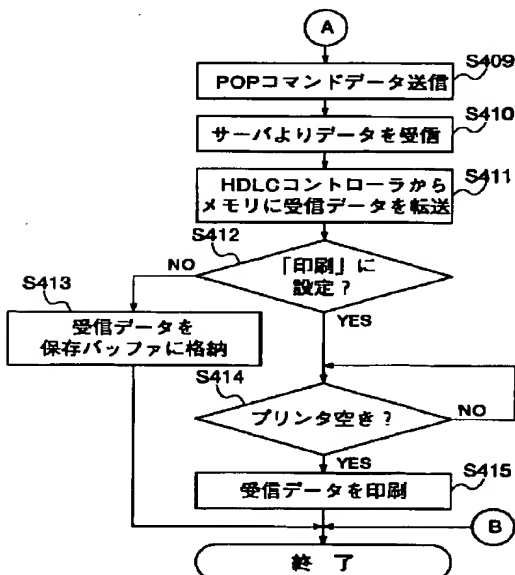 A
S409
POPコマンドデータ送信
S410
サーバよりデータを受信
S411
HDLCコントローラから
メモリに受信データを転送
S412
「印刷」に
設定?
NO
YES
S413
受信データを
保存バッファに格納
S414
プリンタ空き?
NO
YES
S415
受信データを印刷
B
終了